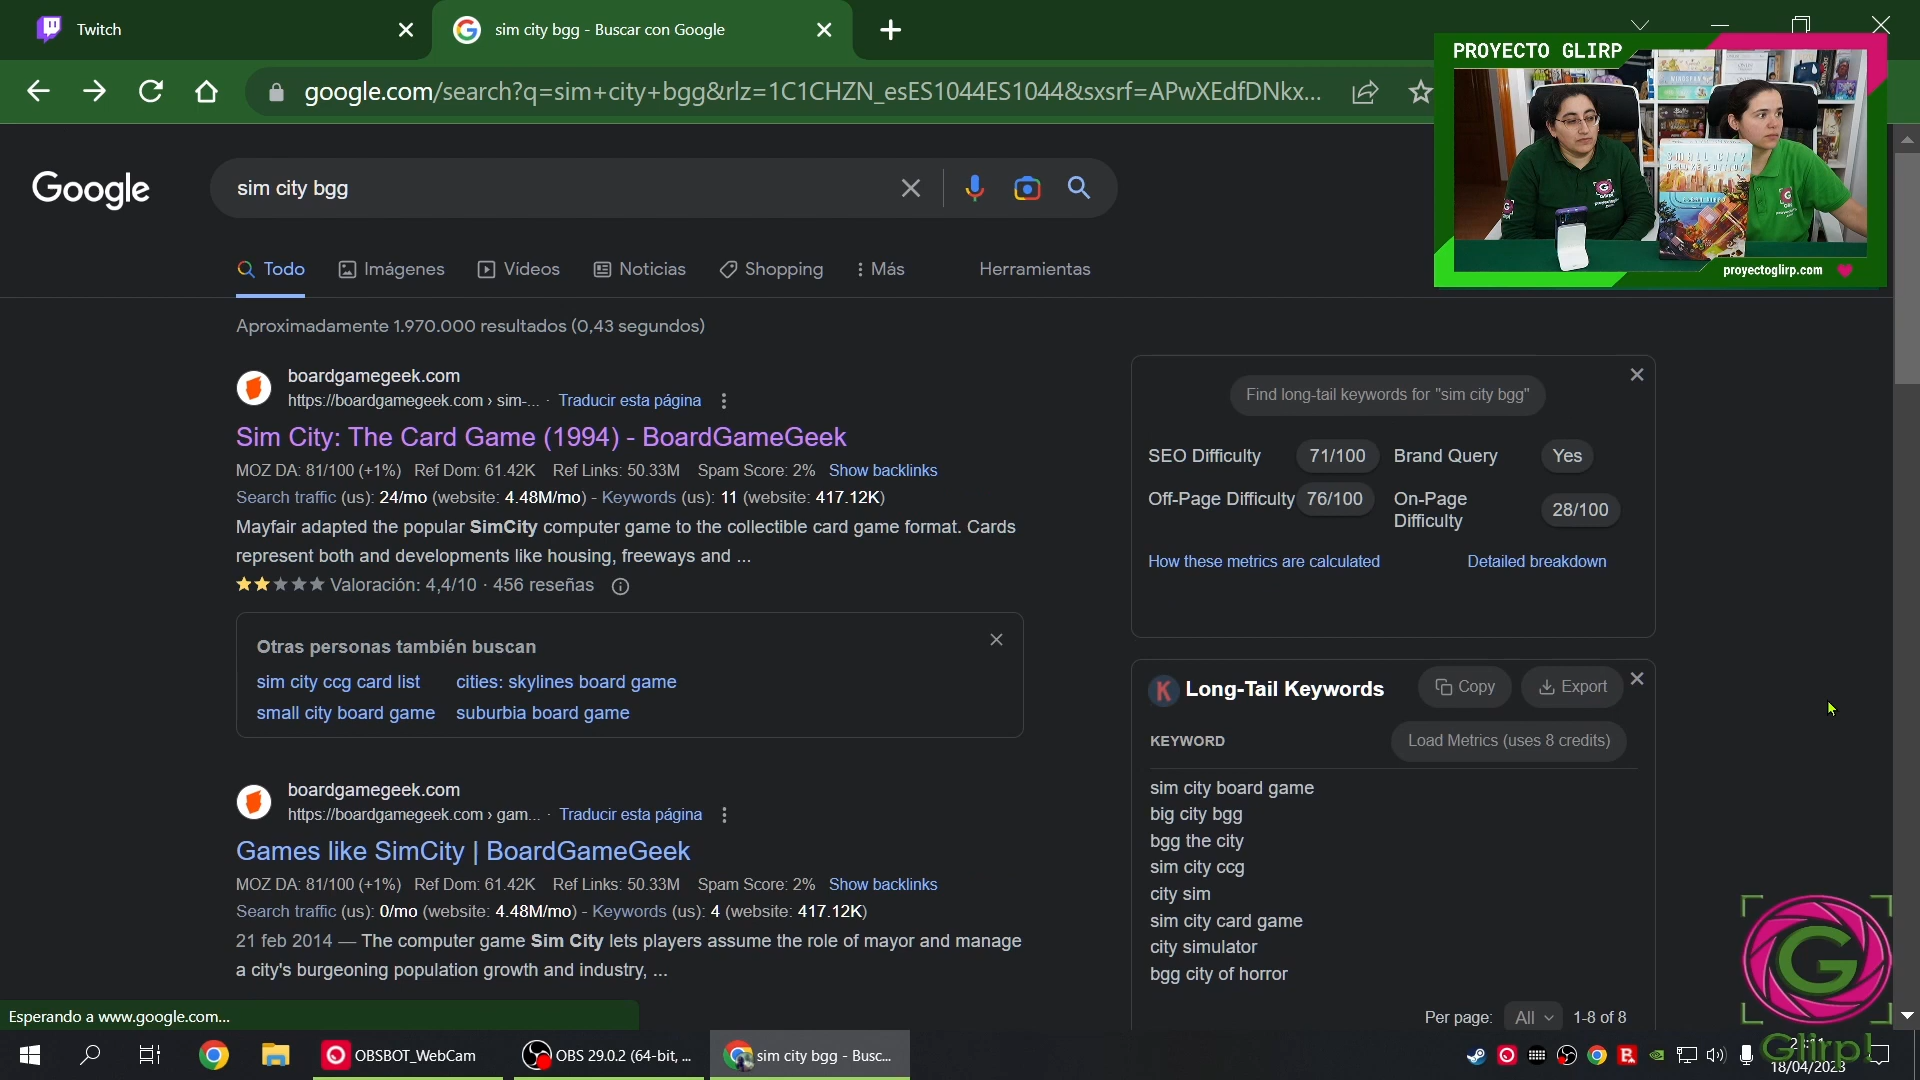 Twitch
sim city bgg - Buscar con Google
google.com/search?q=sim+city+bgg&rlz=1C1CHZN_esES1044ES1044&sxsrf=APwXEdfDNkx...
PROYECTO GLIRP
SMALL CITY
DELUXE EDITION
proyectoglirp.com
Google
sim city bgg
Todo
Imágenes
Vídeos
Noticias
Shopping
Más
Herramientas
Aproximadamente 1.970.000 resultados (0,43 segundos)
boardgamegeek.com
https://boardgamegeek.com › sim-... · Traducir esta página
Sim City: The Card Game (1994) - BoardGameGeek
MOZ DA: 81/100 (+1%) Ref Dom: 61.42K Ref Links: 50.33M Spam Score: 2% Show backlinks
Search traffic (us): 24/mo (website: 4.48M/mo) - Keywords (us): 11 (website: 417.12K)
Mayfair adapted the popular SimCity computer game to the collectible card game format. Cards
represent both and developments like housing, freeways and ...
Valoración: 4,4/10 · 456 reseñas
Otras personas también buscan
sim city ccg card list
cities: skylines board game
small city board game
suburbia board game
boardgamegeek.com
https://boardgamegeek.com › gam... · Traducir esta página
Games like SimCity | BoardGameGeek
MOZ DA: 81/100 (+1%) Ref Dom: 61.42K Ref Links: 50.33M Spam Score: 2% Show backlinks
Search traffic (us): 0/mo (website: 4.48M/mo) - Keywords (us): 4 (website: 417.12K)
21 feb 2014 — The computer game Sim City lets players assume the role of mayor and manage
a city's burgeoning population growth and industry, ...
Find long-tail keywords for "sim city bgg"
SEO Difficulty 71/100 Brand Query Yes
Off-Page Difficulty 76/100 On-Page Difficulty 28/100
How these metrics are calculated
Detailed breakdown
K Long-Tail Keywords
Copy
Export
KEYWORD
Load Metrics (uses 8 credits)
sim city board game
big city bgg
bgg the city
sim city ccg
city sim
sim city card game
city simulator
bgg city of horror
Per page: All 1-8 of 8
G
Glirp!
Esperando a www.google.com...
OBSBOT_WebCam
OBS 29.0.2 (64-bit, ...
sim city bgg - Busc...
18/04/2023